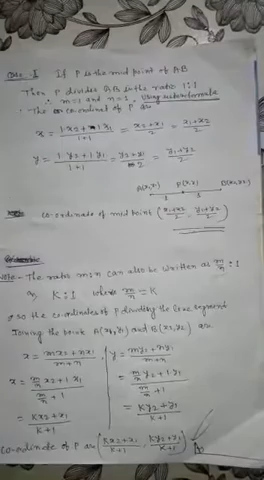 Case-I If P is the mid point of AB
Then P divides AB in the ratio 1:1
∴ m=1 and n=1, Using section formula
∴ The co-ordinat of P are
x = 1·x2 + 1·x1 / 1+1 = x2+x1 / 2 = x1+x2 / 2
y = 1·y2 + 1·y1 / 1+1 = y2+y1 / 2 = y1+y2 / 2
A(x1,y1) P(x,y) B(x2,y2)
co-ordinate of mid point (x1+x2 / 2, y1+y2 / 2)
Note- The ratio m:n can also be written as m/n : 1
or, K:1 where m/n = K
so the co-ordinates of P dividing the line segment
Joining the point A(x1,y1) and B(x2,y2) are
x = mx2 + nx1 / m+n , y = my2 + ny1 / m+n
x = m/n x2 + 1·x1 / m/n + 1 = m/n y2 + 1·y1 / m/n + 1
= Kx2 + x1 / K+1 = Ky2 + y1 / K+1
co-ordinate of P are (Kx2 + x1 / K+1, Ky2 + y1 / K+1)